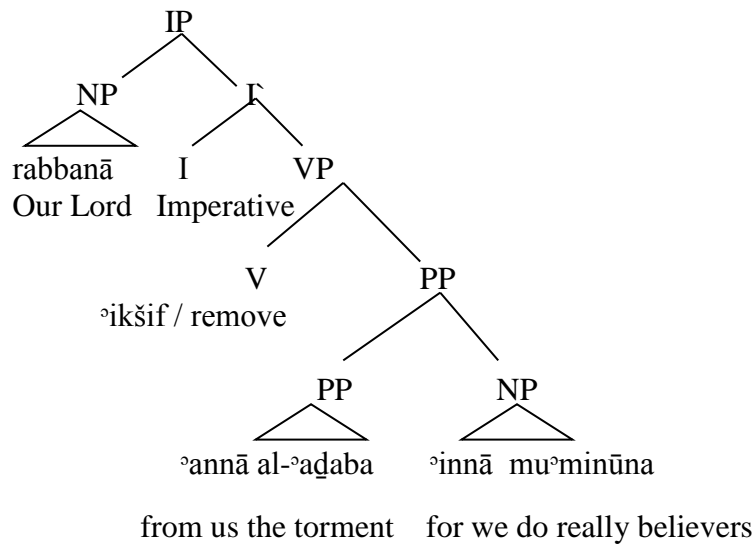 IP
NP I`
rabbanā I VP
Our Lord Imperative
V PP
ᵓikšif / remove
PP NP
ᵓannā al-ᵓaḏaba ᵓinnā muᵓminūna
from us the torment for we do really believers